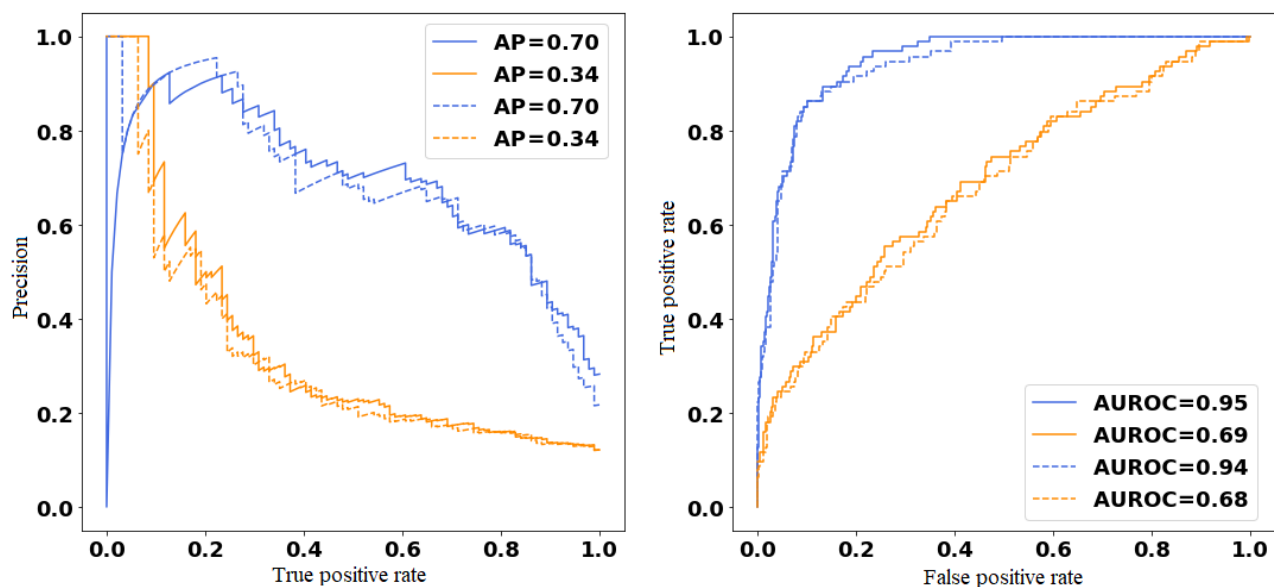 1.0
0.8
0.6
0.4
0.2
0.0
Precision
0.0 0.2 0.4 0.6 0.8 1.0
True positive rate
AP=0.70
AP=0.34
AP=0.70
AP=0.34
1.0
0.8
0.6
0.4
0.2
0.0
True positive rate
0.0 0.2 0.4 0.6 0.8 1.0
False positive rate
AUROC=0.95
AUROC=0.69
AUROC=0.94
AUROC=0.68